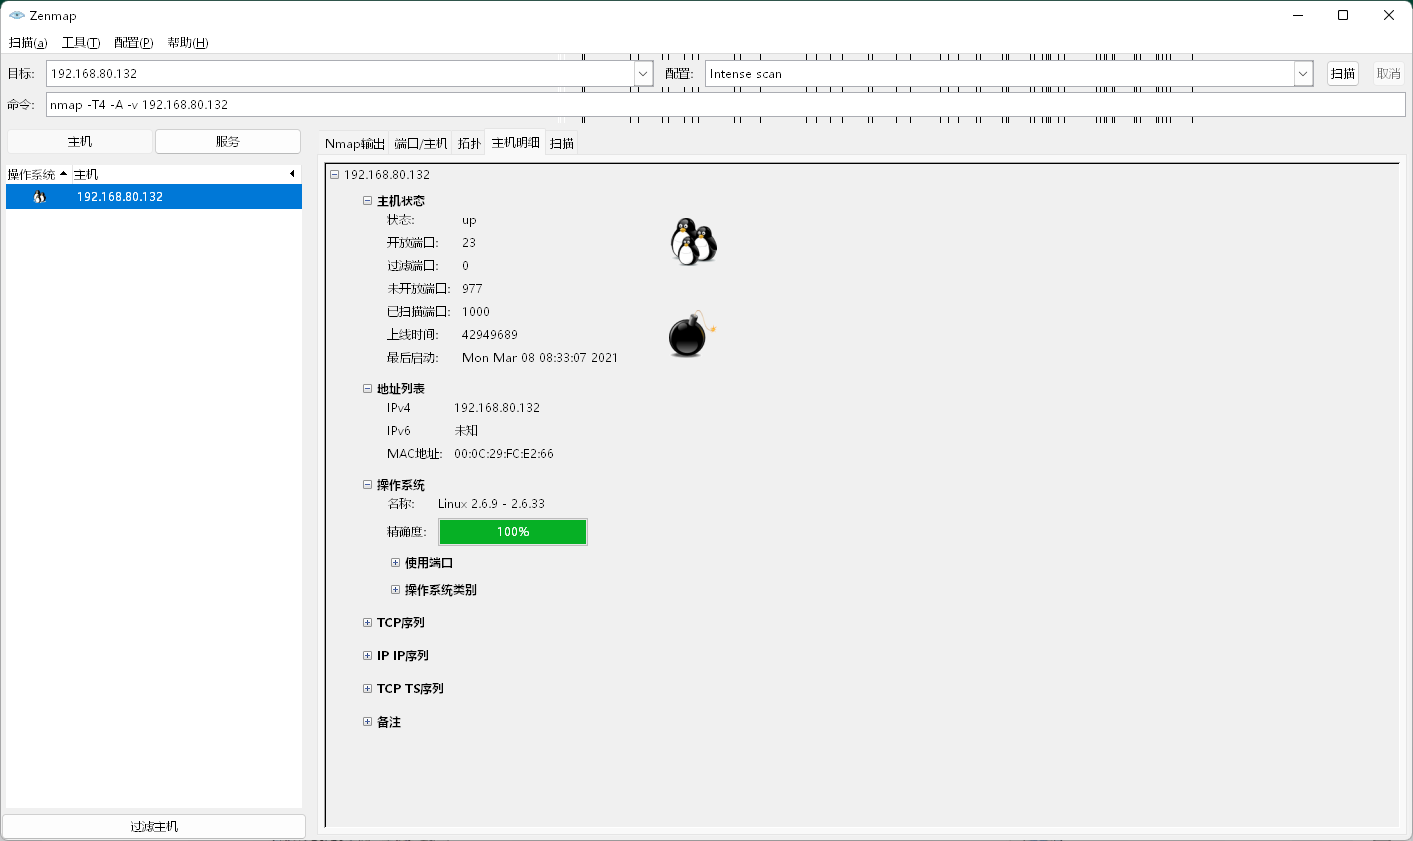 Zenmap
扫描(a) 工具(T) 配置(P) 帮助(H)
目标: 192.168.80.132 配置: Intense scan 扫描 取消
命令: nmap -T4 -A -v 192.168.80.132
主机 服务
Nmap输出 端口/主机 拓扑 主机明细 扫描
操作系统 主机
192.168.80.132
192.168.80.132
主机状态
状态: up
开放端口: 23
过滤端口: 0
未开放端口: 977
已扫描端口: 1000
上线时间: 42949689
最后启动: Mon Mar 08 08:33:07 2021
地址列表
IPv4 192.168.80.132
IPv6 未知
MAC地址: 00:0C:29:FC:E2:66
操作系统
名称: Linux 2.6.9 - 2.6.33
精确度: 100%
使用端口
操作系统类别
TCP序列
IP IP序列
TCP TS序列
备注
过滤主机